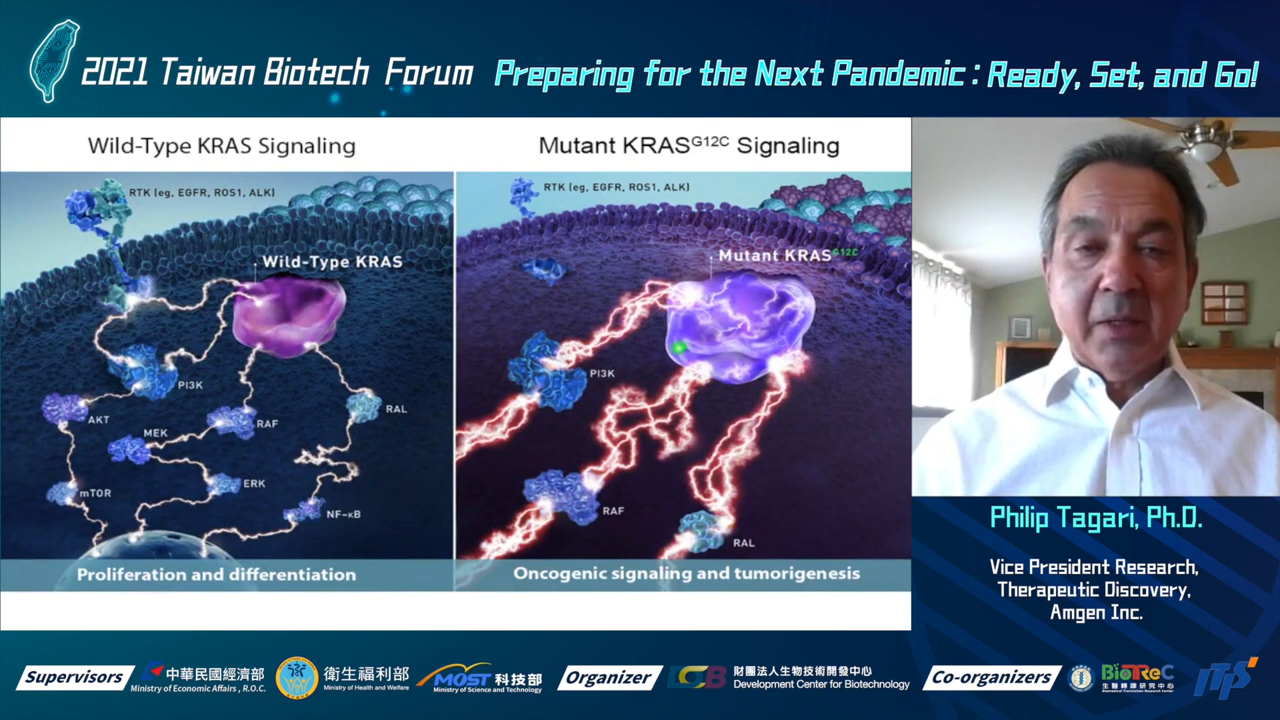 2021 Taiwan Biotech Forum Preparing for the Next Pandemic : Ready, Set, and Go!
Wild-Type KRAS Signaling
RTK (eg, EGFR, ROS1, ALK)
Wild-Type KRAS
PI3K
AKT
MEK
RAF
RAL
mTOR
ERK
NF-κB
Proliferation and differentiation
Mutant KRASG12C Signaling
RTK (eg, EGFR, ROS1, ALK)
Mutant KRASG12C
PI3K
RAF
RAL
Oncogenic signaling and tumorigenesis
Philip Tagari, Ph.D.
Vice President Research,
Therapeutic Discovery,
Amgen Inc.
Supervisors
中華民國經濟部
Ministry of Economic Affairs, R.O.C.
衛生福利部
Ministry of Health and Welfare
MOST 科技部
Ministry of Science and Technology
Organizer
DCB
財團法人生物技術開發中心
Development Center for Biotechnology
Co-organizers
BioTReC
生醫轉譯研究中心
Biomedical Translation Research Center
ITPS